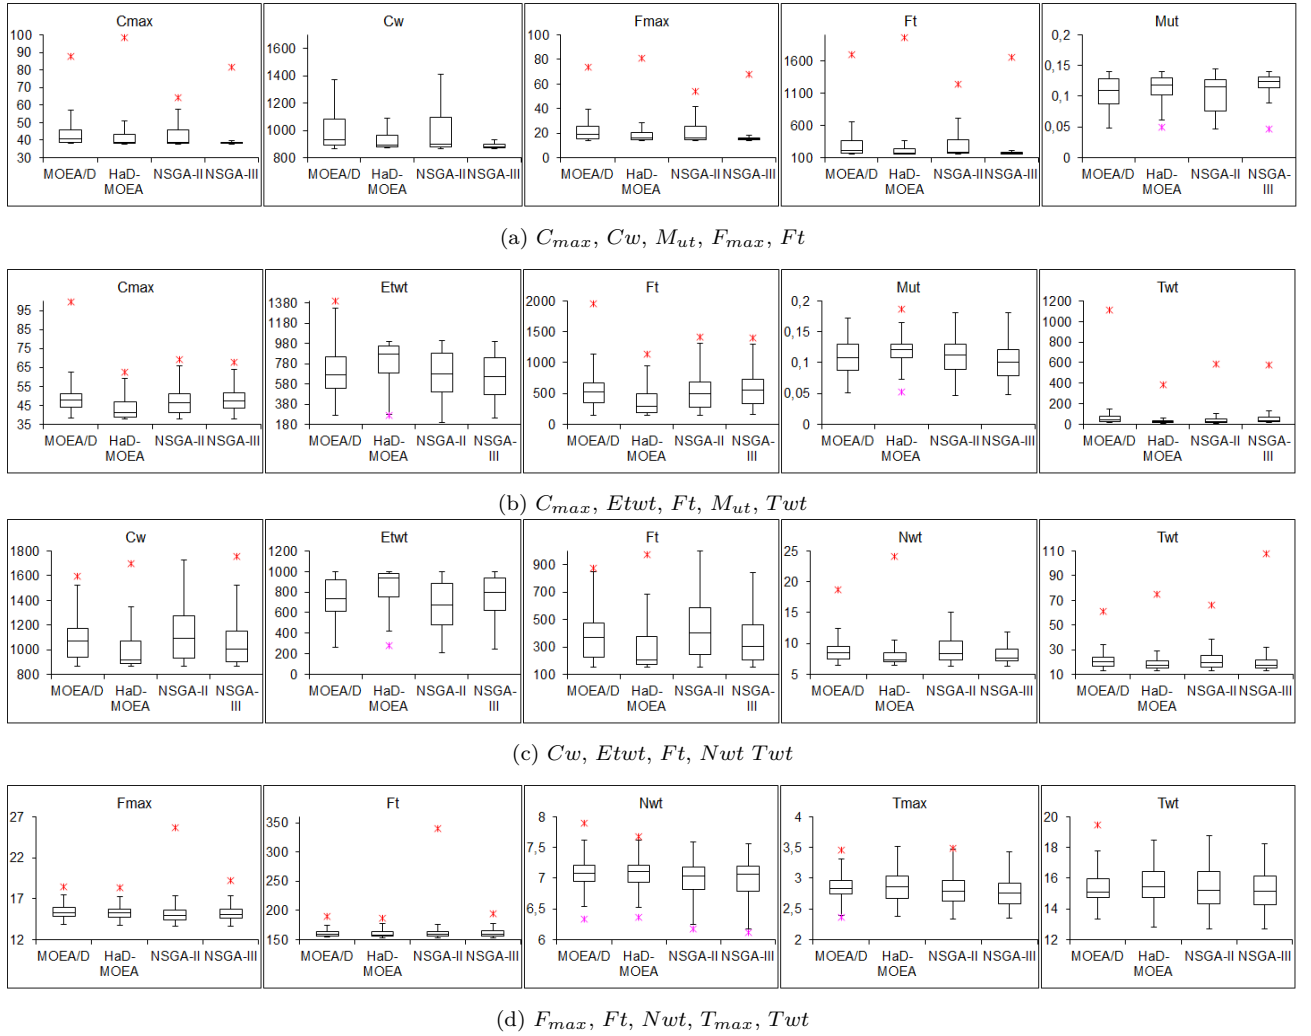 Cmax Cw Fmax Ft Mut
100 90 80 70 60 50 40 30
1600 1400 1200 1000 800
100 80 60 40 20 0
1600 1100 600 100
0,2 0,15 0,1 0,05 0
MOEA/D HaD-MOEA NSGA-II NSGA-III
MOEA/D HaD-MOEA NSGA-II NSGA-III
MOEA/D HaD-MOEA NSGA-II NSGA-III
MOEA/D HaD-MOEA NSGA-II NSGA-III
MOEA/D HaD-MOEA NSGA-II NSGA-III
(a) Cmax, Cw, Mut, Fmax, Ft
Cmax Etwt Ft Mut Twt
95 85 75 65 55 45 35
1380 1180 980 780 580 380 180
2000 1500 1000 500 0
0,2 0,15 0,1 0,05 0
1200 1000 800 600 400 200 0
MOEA/D HaD-MOEA NSGA-II NSGA-III
MOEA/D HaD-MOEA NSGA-II NSGA-III
MOEA/D HaD-MOEA NSGA-II NSGA-III
MOEA/D HaD-MOEA NSGA-II NSGA-III
MOEA/D HaD-MOEA NSGA-II NSGA-III
(b) Cmax, Etwt, Ft, Mut, Twt
Cw Etwt Ft Nwt Twt
1800 1600 1400 1200 1000 800
1200 1000 800 600 400 200 0
900 700 500 300 100
25 20 15 10 5
110 90 70 50 30 10
MOEA/D HaD-MOEA NSGA-II NSGA-III
MOEA/D HaD-MOEA NSGA-II NSGA-III
MOEA/D HaD-MOEA NSGA-II NSGA-III
MOEA/D HaD-MOEA NSGA-II NSGA-III
MOEA/D HaD-MOEA NSGA-II NSGA-III
(c) Cw, Etwt, Ft, Nwt Twt
Fmax Ft Nwt Tmax Twt
27 22 17 12
350 300 250 200 150
8 7,5 7 6,5 6
4 3,5 3 2,5 2
20 18 16 14 12
MOEA/D HaD-MOEA NSGA-II NSGA-III
MOEA/D HaD-MOEA NSGA-II NSGA-III
MOEA/D HaD-MOEA NSGA-II NSGA-III
MOEA/D HaD-MOEA NSGA-II NSGA-III
MOEA/D HaD-MOEA NSGA-II NSGA-III
(d) Fmax, Ft, Nwt, Tmax, Twt